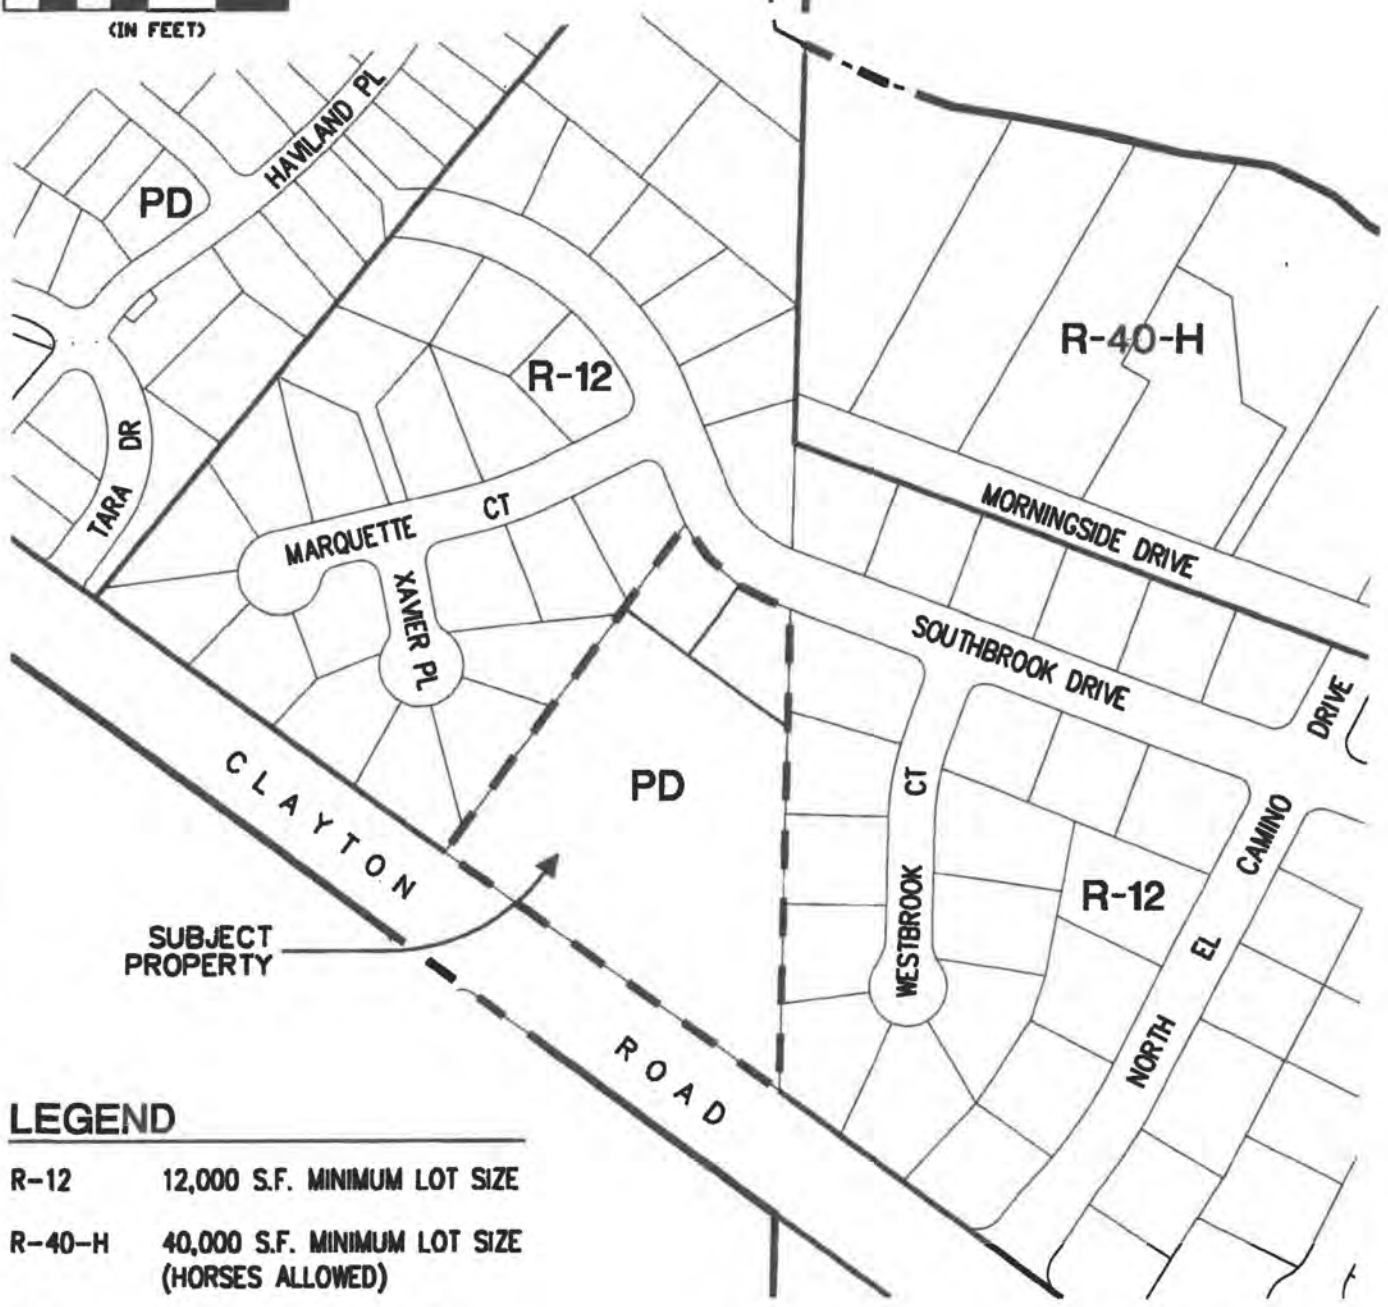 (IN FEET)
HAVILAND PL
PD
R-40-H
R-12
TARA DR
MARQUETTE CT
MORNINGSIDE DRIVE
XAVIER PL
SOUTHBROOK DRIVE
DRIVE
CLAYTON
PD
WESTBROOK CT
R-12
NORTH EL CAMINO
SUBJECT
PROPERTY
ROAD
LEGEND
R-12 12,000 S.F. MINIMUM LOT SIZE
R-40-H 40,000 S.F. MINIMUM LOT SIZE
(HORSES ALLOWED)